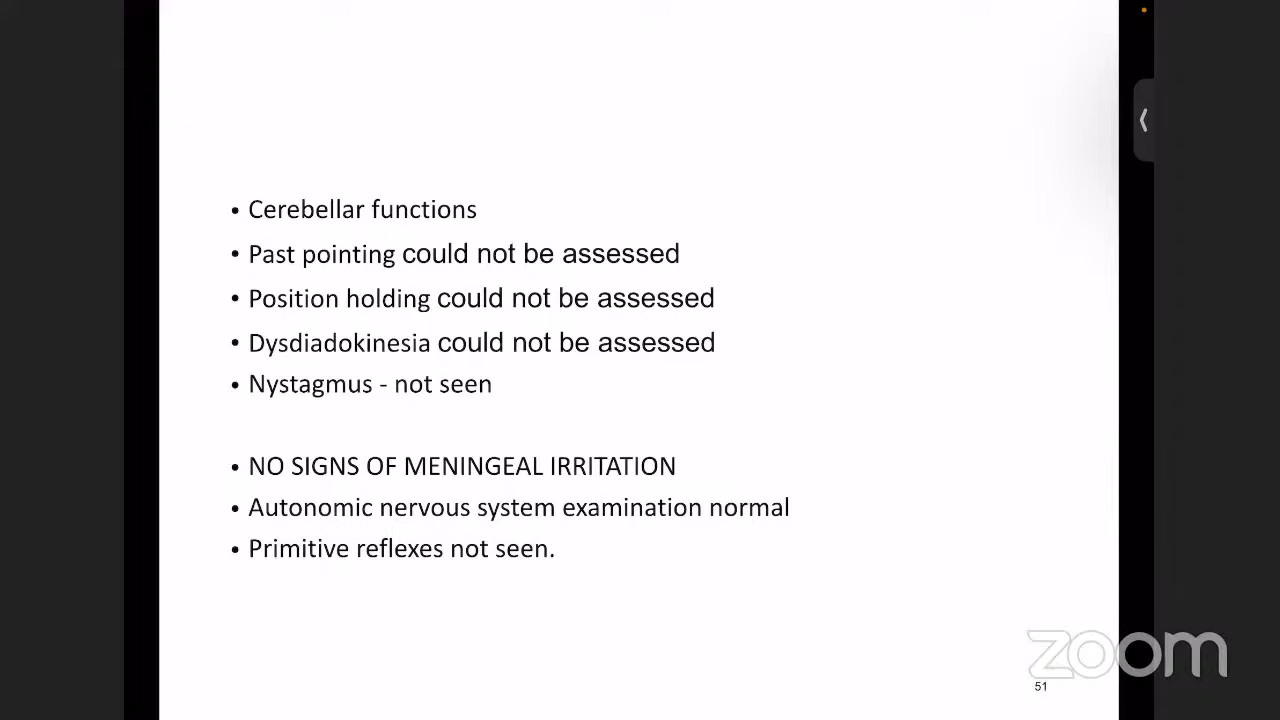 • Cerebellar functions
• Past pointing could not be assessed
• Position holding could not be assessed
• Dysdiadokinesia could not be assessed
• Nystagmus - not seen
• NO SIGNS OF MENINGEAL IRRITATION
• Autonomic nervous system examination normal
• Primitive reflexes not seen.
zoom
51